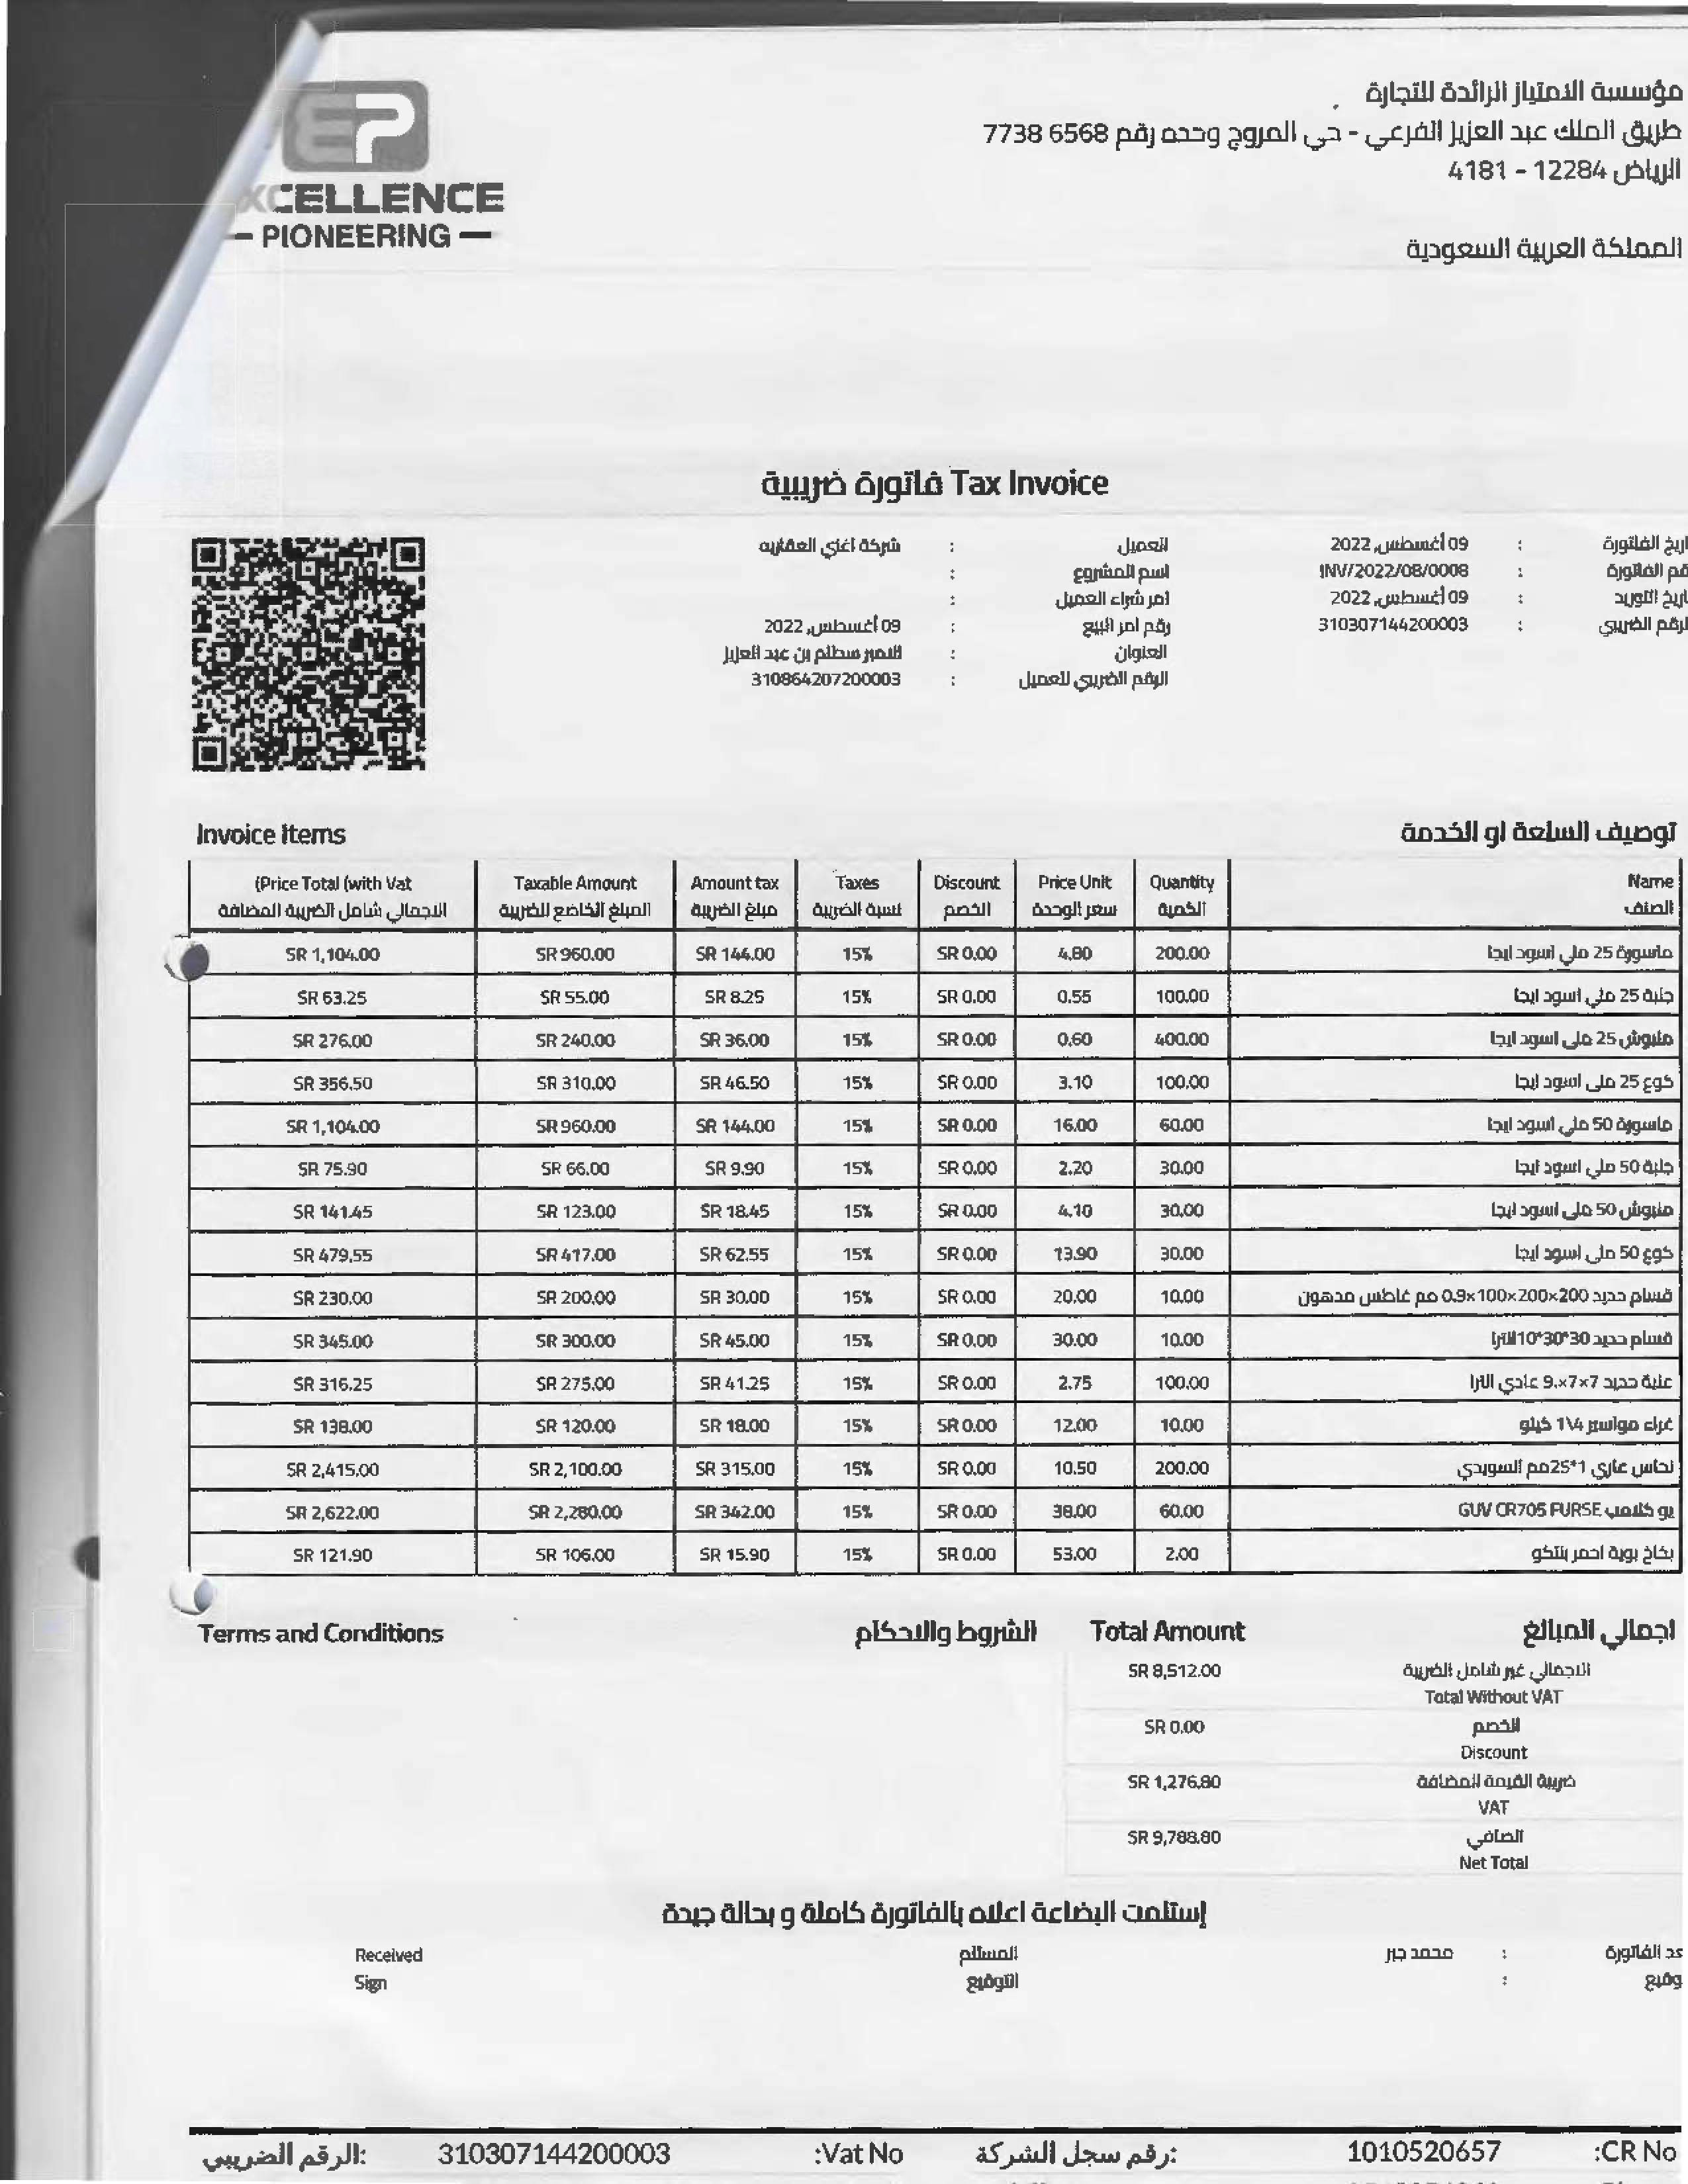 مؤسسة الامتياز الرائدة للتجارة
طريق الملك عبد العزيز الفرعي - حي المروج وحده رقم 6568 7738
الرياض 12284 - 4181
المملكة العربية السعودية
EP
XCELLENCE
- PIONEERING -
فاتورة ضريبية Tax Invoice
اريخ الفاتورة : 09 أغسطس, 2022
قم الفاتورة : INV/2022/08/0008
اريخ التوريد : 09 أغسطس, 2022
لرقم الضريبي : 310307144200003
العميل : شركة اغاي العقاريه
اسم المشروع :
امر شراء العميل :
رقم امر البيع : 09 أغسطس, 2022
العنوان : الامير سطام بن عبد العزيز
الرقم الضريبي للعميل : 310864207200003
توصيف السلعة او الخدمة Invoice Items
Name Quantity Price Unit Discount Taxes Amount tax Taxable Amount (Price Total (with Vat
الصنف الكمية سعر الوحدة الخصم نسبة الضريبة مبلغ الضريبة المبلغ الخاضع للضريبة الاجمالي شامل الضريبة المضافة
ماسورة 25 ملي اسود ايجا 200.00 4.80 SR 0.00 15% SR 144.00 SR 960.00 SR 1,104.00
جلبة 25 ملي اسود ايجا 100.00 0.55 SR 0.00 15% SR 8.25 SR 55.00 SR 63.25
مليوش 25 ملي اسود ايجا 400.00 0.60 SR 0.00 15% SR 36.00 SR 240.00 SR 276.00
كوع 25 ملي اسود ايجا 100.00 3.10 SR 0.00 15% SR 46.50 SR 310.00 SR 356.50
ماسورة 50 ملي اسود ايجا 60.00 16.00 SR 0.00 15% SR 144.00 SR 960.00 SR 1,104.00
جلبة 50 ملي اسود ايجا 30.00 2.20 SR 0.00 15% SR 9.90 SR 66.00 SR 75.90
مليوش 50 ملي اسود ايجا 30.00 4.10 SR 0.00 15% SR 18.45 SR 123.00 SR 141.45
كوع 50 ملي اسود ايجا 30.00 13.90 SR 0.00 15% SR 62.55 SR 417.00 SR 479.55
قسام حديد 200×200×100×0.9 مم غاطس مدهون 10.00 20.00 SR 0.00 15% SR 30.00 SR 200.00 SR 230.00
قسام حديد 30*30*10الترا 10.00 30.00 SR 0.00 15% SR 45.00 SR 300.00 SR 345.00
علبة حديد 7×7×.9 عادي الترا 100.00 2.75 SR 0.00 15% SR 41.25 SR 275.00 SR 316.25
غراء مواسير 4\1 كيلو 10.00 12.00 SR 0.00 15% SR 18.00 SR 120.00 SR 138.00
نحاس عاري 1*25مم السويدي 200.00 10.50 SR 0.00 15% SR 315.00 SR 2,100.00 SR 2,415.00
يو كلامب GUV CR705 FURSE 60.00 38.00 SR 0.00 15% SR 342.00 SR 2,280.00 SR 2,622.00
بخاخ بوية احمر بنتكو 2.00 53.00 SR 0.00 15% SR 15.90 SR 106.00 SR 121.90
اجمالي المبالغ Total Amount الشروط والاحكام Terms and Conditions
الاجمالي غير شامل الضريبة SR 8,512.00
Total Without VAT
الخصم SR 0.00
Discount
ضريبة القيمة المضافة SR 1,276.80
VAT
الصافي SR 9,788.80
Net Total
إستلمت البضاعة اعلاه بالفاتورة كاملة و بحالة جيدة
عد الفاتورة : محمد جبر المستلم Received
وقيع : التوقيع Sign
:CR No 1010520657 :رقم سجل الشركة :Vat No 310307144200003 :الرقم الضريبي